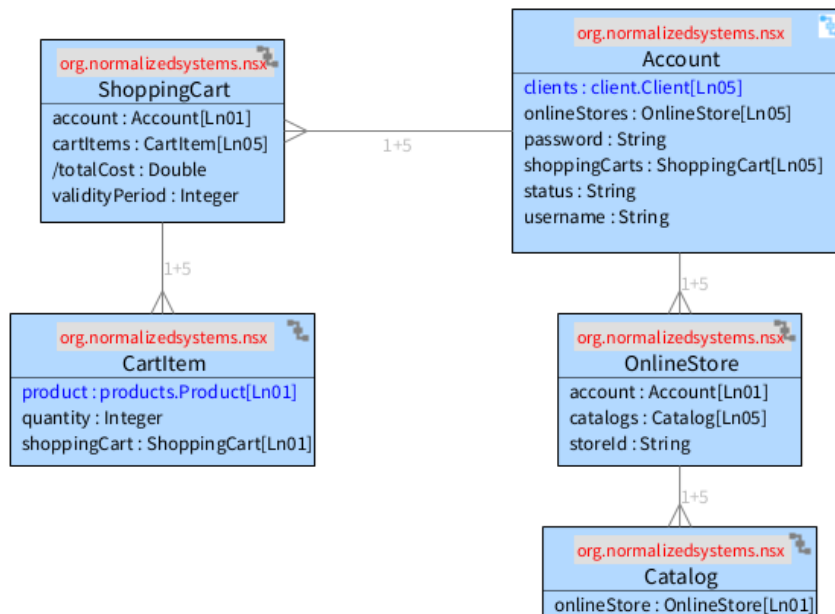 org.normalizedsystems.nsx
ShoppingCart
account : Account[Ln01]
cartItems : CartItem[Ln05]
/totalCost : Double
validityPeriod : Integer
1+5
org.normalizedsystems.nsx
Account
clients : client.Client[Ln05]
onlineStores : OnlineStore[Ln05]
password : String
shoppingCarts : ShoppingCart[Ln05]
status : String
username : String
1+5
1+5
org.normalizedsystems.nsx
CartItem
product : products.Product[Ln01]
quantity : Integer
shoppingCart : ShoppingCart[Ln01]
org.normalizedsystems.nsx
OnlineStore
account : Account[Ln01]
catalogs : Catalog[Ln05]
storeId : String
1+5
org.normalizedsystems.nsx
Catalog
onlineStore : OnlineStore[Ln01]